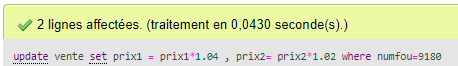 2 lignes affectées. (traitement en 0,0430 seconde(s).)
update vente set prix1 = prix1*1.04 , prix2= prix2*1.02 where numfou=9180